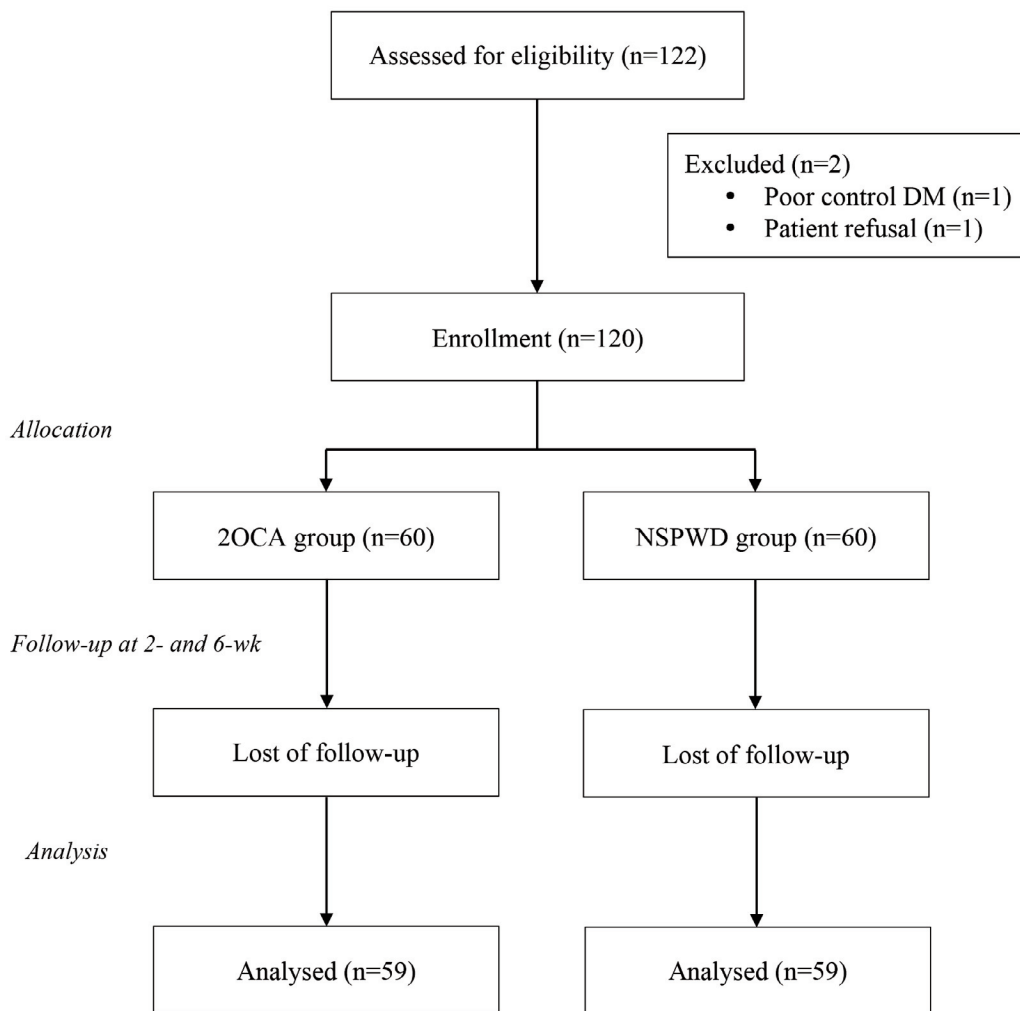 Assessed for eligibility (n=122)
Excluded (n=2)
• Poor control DM (n=1)
• Patient refusal (n=1)
Enrollment (n=120)
Allocation
2OCA group (n=60)
NSPWD group (n=60)
Follow-up at 2- and 6-wk
Lost of follow-up
Lost of follow-up
Analysis
Analysed (n=59)
Analysed (n=59)